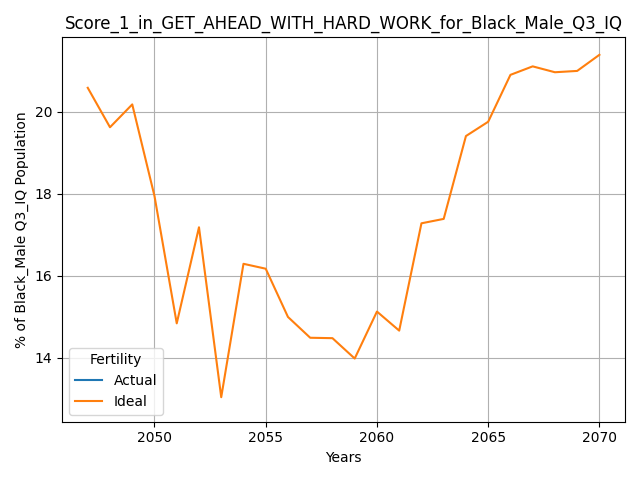 Score_1_in_GET_AHEAD_WITH_HARD_WORK_for_Black_Male_Q3_IQ
% of Black_Male Q3_IQ Population
20
18
16
14
Fertility
Actual
Ideal
2050 2055 2060 2065 2070
Years